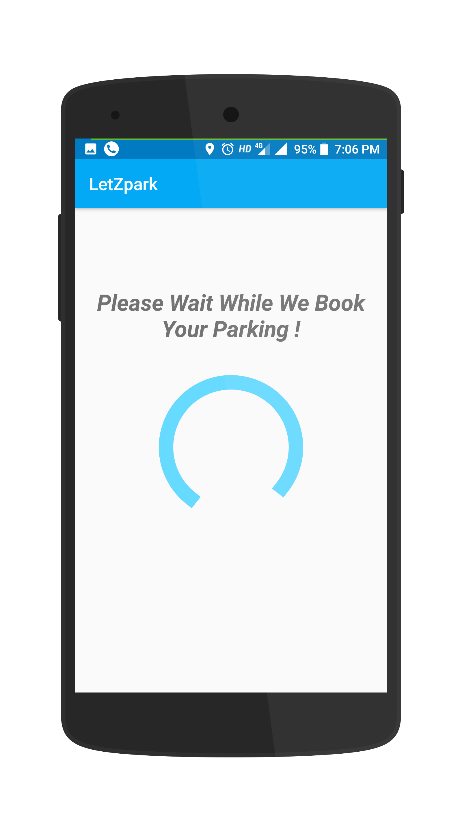 HD 4G 95% 7:06 PM
LetZpark
Please Wait While We Book
Your Parking !